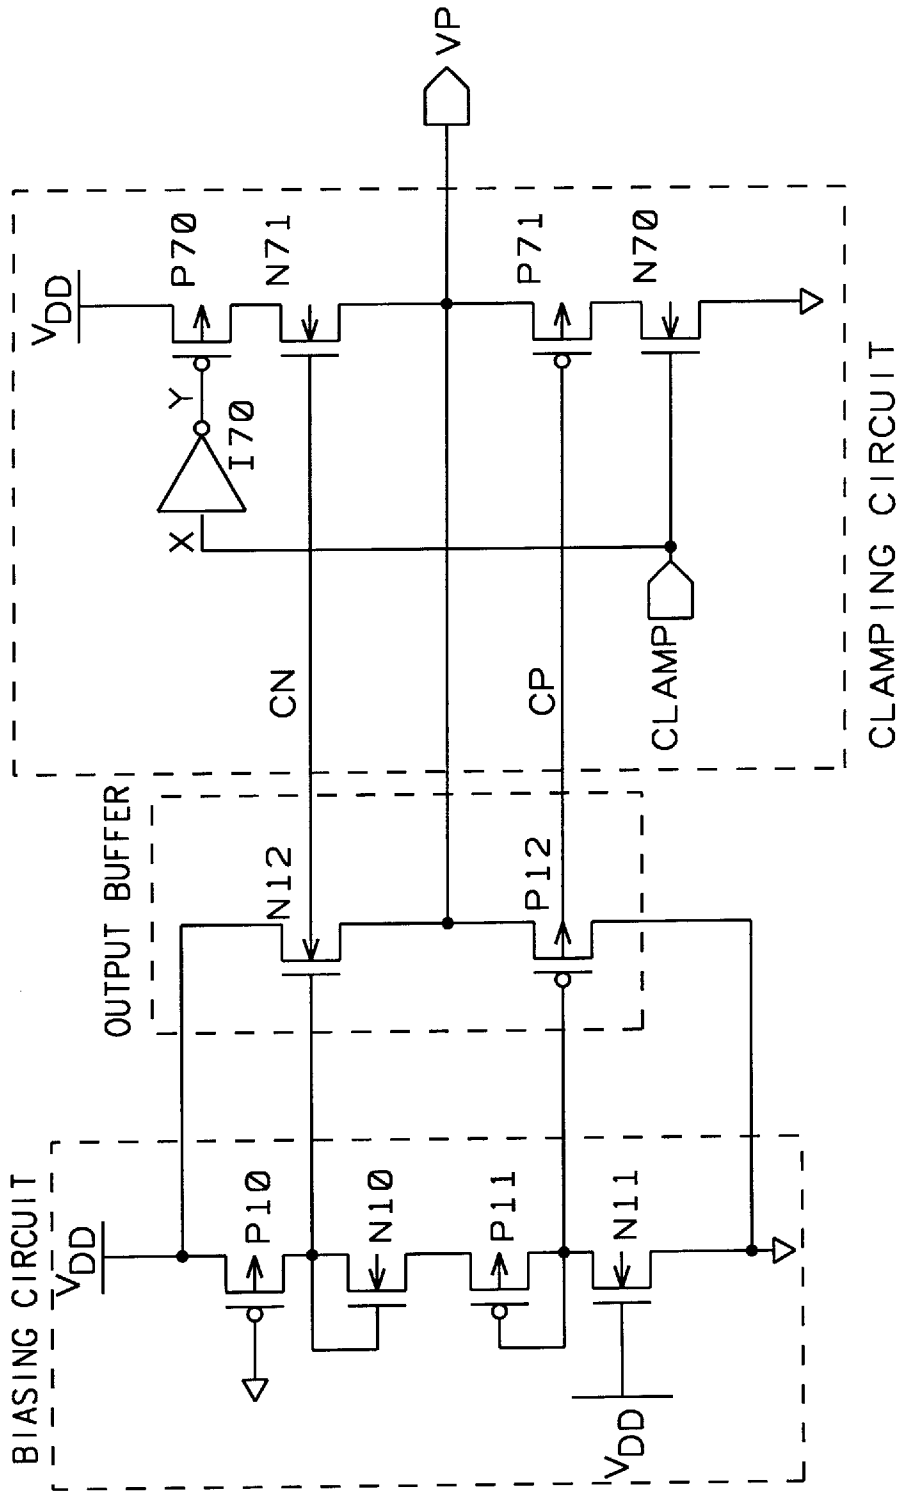 BIASING CIRCUIT
VDD
P10
N10
P11
N11
VDD
OUTPUT BUFFER
N12
P12
CN
CP
CLAMP
X
Y
I70
VDD
P70
N71
P71
N70
VP
CLAMPING CIRCUIT